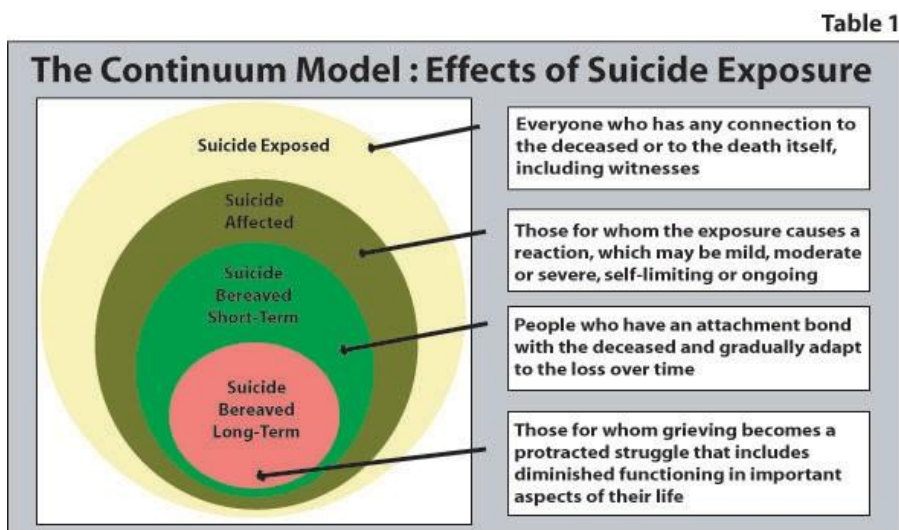 Table 1
The Continuum Model : Effects of Suicide Exposure
Suicide Exposed
Everyone who has any connection to
the deceased or to the death itself,
including witnesses
Suicide
Affected
Those for whom the exposure causes a
reaction, which may be mild, moderate
or severe, self-limiting or ongoing
Suicide
Bereaved
Short-Term
People who have an attachment bond
with the deceased and gradually adapt
to the loss over time
Suicide
Bereaved
Long-Term
Those for whom grieving becomes a
protracted struggle that includes
diminished functioning in important
aspects of their life